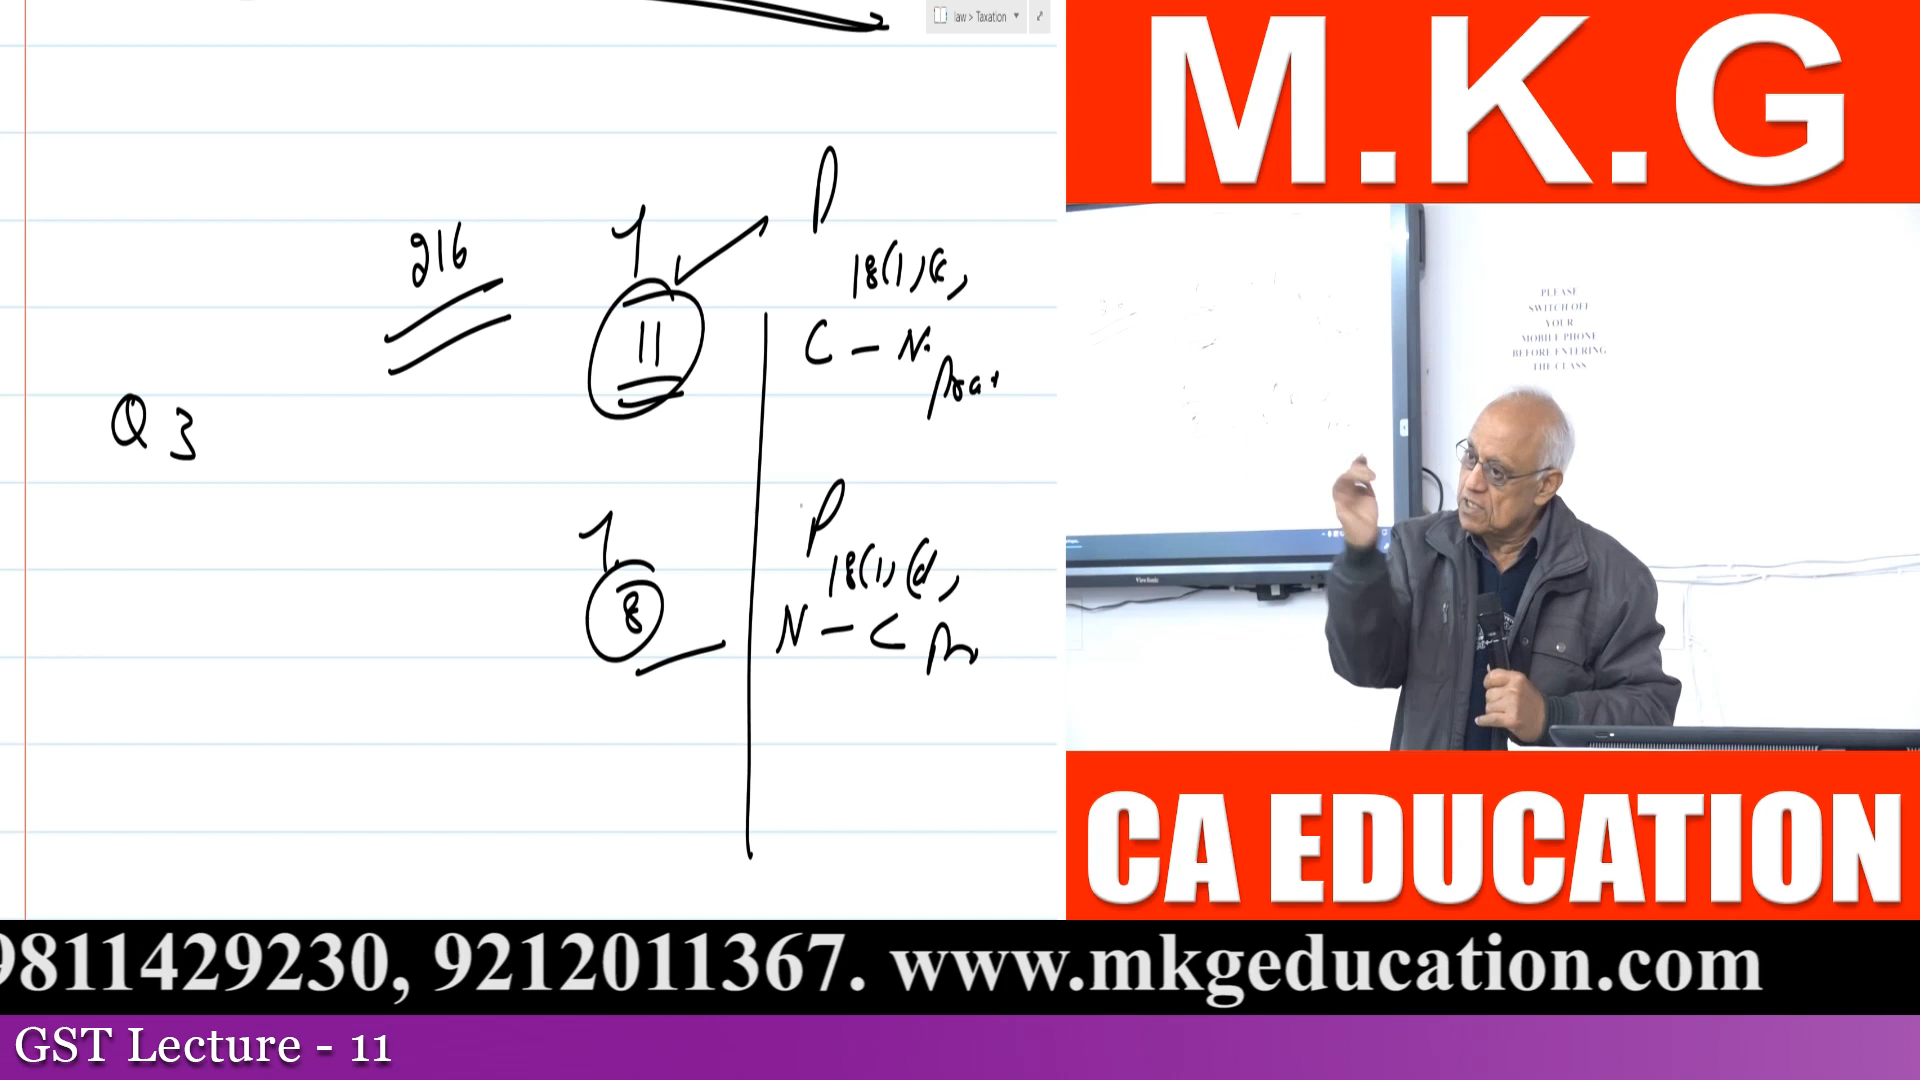 law > Taxation
M.K.G
P
216
18(1)(c)
11
C - N
Q 3
P
18(1)(d)
8
N - C
PLEASE
SWITCH OFF
YOUR
MOBILE PHONE
BEFORE ENTERING
THE CLASS
ViewSonic
CA EDUCATION
9811429230, 9212011367. www.mkgeducation.com
GST Lecture - 11